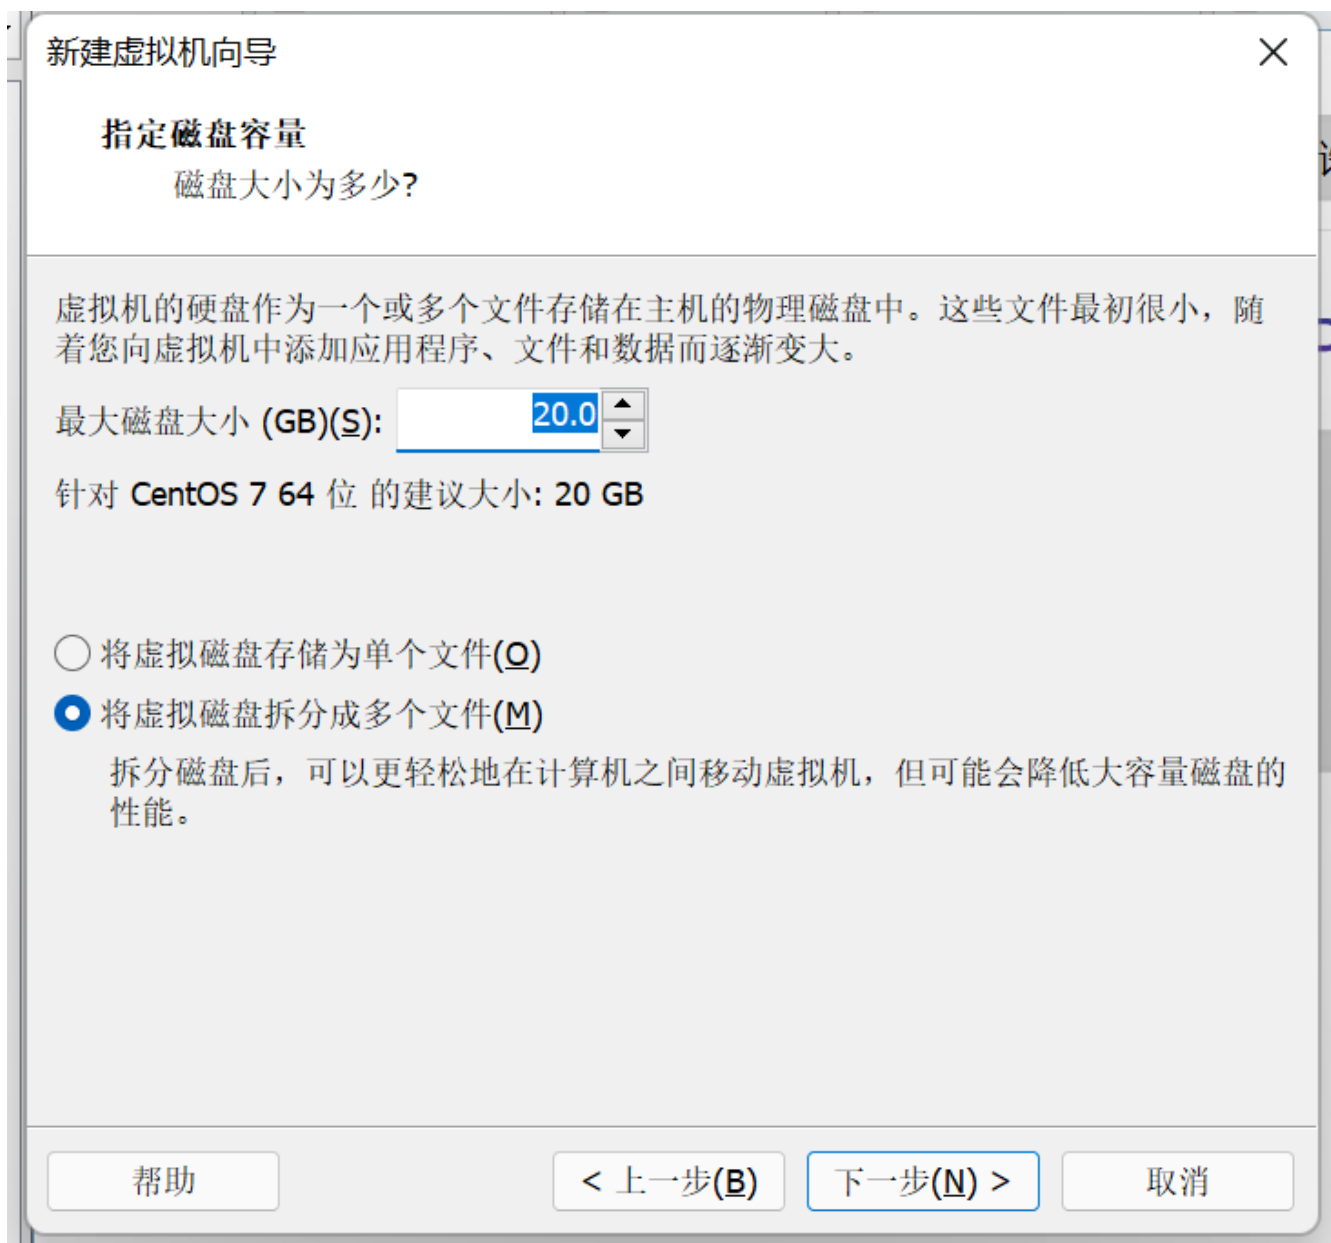 新建虚拟机向导
指定磁盘容量
磁盘大小为多少?
虚拟机的硬盘作为一个或多个文件存储在主机的物理磁盘中。这些文件最初很小，随
着您向虚拟机中添加应用程序、文件和数据而逐渐变大。
最大磁盘大小 (GB)(S): 20.0
针对 CentOS 7 64 位 的建议大小: 20 GB
将虚拟磁盘存储为单个文件(O)
将虚拟磁盘拆分成多个文件(M)
拆分磁盘后，可以更轻松地在计算机之间移动虚拟机，但可能会降低大容量磁盘的
性能。
帮助 < 上一步(B) 下一步(N) > 取消